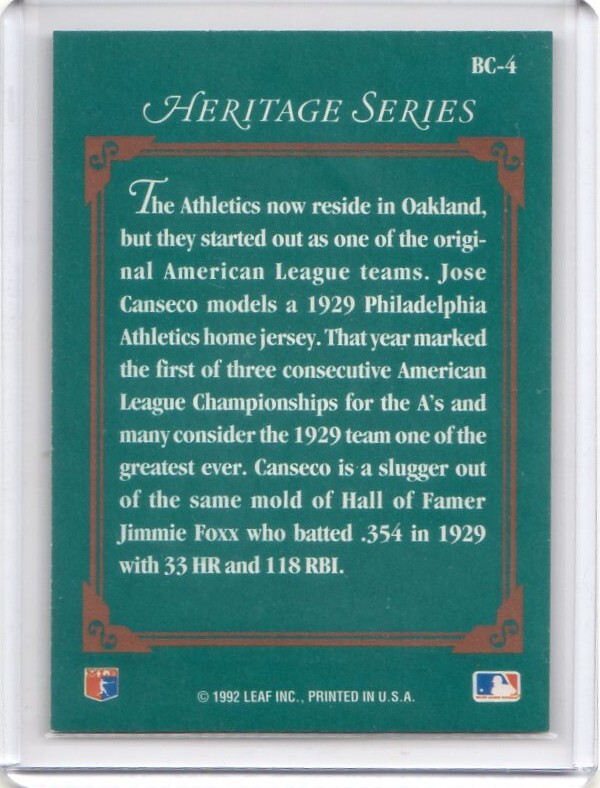 BC-4
HERITAGE SERIES
The Athletics now reside in Oakland,
but they started out as one of the origi-
nal American League teams. Jose
Canseco models a 1929 Philadelphia
Athletics home jersey. That year marked
the first of three consecutive American
League Championships for the A's and
many consider the 1929 team one of the
greatest ever. Canseco is a slugger out
of the same mold of Hall of Famer
Jimmie Foxx who batted .354 in 1929
with 33 HR and 118 RBI.
© 1992 LEAF INC., PRINTED IN U.S.A.